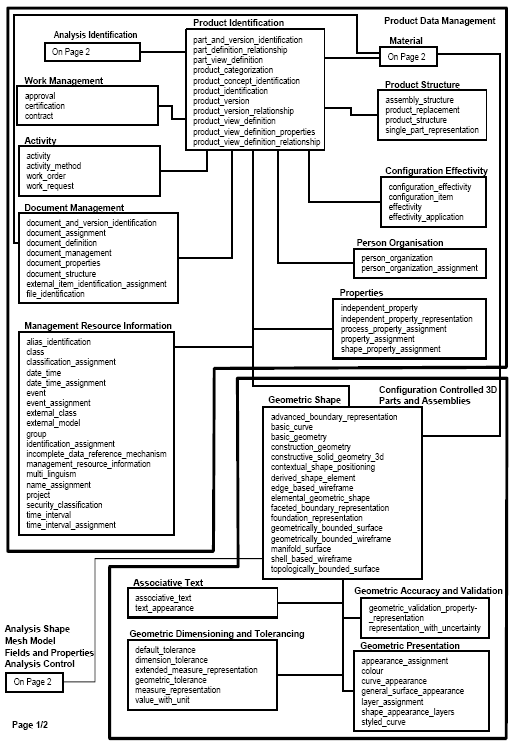 Product Identification
Product Data Management
part_and_version_identification
part_definition_relationship
part_view_definition
product_categorization
product_concept_identification
product_identification
product_version
product_version_relationship
product_view_definition
product_view_definition_properties
product_view_definition_relationship
Analysis Identification
On Page 2
Material
On Page 2
Work Management
approval
certification
contract
Product Structure
assembly_structure
product_replacement
product_structure
single_part_representation
Activity
activity
activity_method
work_order
work_request
Configuration Effectivity
configuration_effectivity
configuration_item
effectivity
effectivity_application
Document Management
document_and_version_identification
document_assignment
document_definition
document_management
document_properties
document_structure
external_item_identification_assignment
file_identification
Person Organisation
person_organization
person_organization_assignment
Properties
independent_property
independent_property_representation
process_property_assignment
property_assignment
shape_property_assignment
Management Resource Information
alias_identification
class
classification_assignment
date_time
date_time_assignment
event
event_assignment
external_class
external_model
group
identification_assignment
incomplete_data_reference_mechanism
management_resource_information
multi_linguism
name_assignment
project
security_classification
time_interval
time_interval_assignment
Configuration Controlled 3D
Parts and Assemblies
Geometric Shape
advanced_boundary_representation
basic_curve
basic_geometry
construction_geometry
constructive_solid_geometry_3d
contextual_shape_positioning
derived_shape_element
edge_based_wireframe
elemental_geometric_shape
faceted_boundary_representation
foundation_representation
geometrically_bounded_surface
geometrically_bounded_wireframe
manifold_surface
shell_based_wireframe
topologically_bounded_surface
Associative Text
associative_text
text_appearance
Geometric Accuracy and Validation
geometric_validation_property-
_representation
representation_with_uncertainty
Geometric Dimensioning and Tolerancing
default_tolerance
dimension_tolerance
extended_measure_representation
geometric_tolerance
measure_representation
value_with_unit
Geometric Presentation
appearance_assignment
colour
curve_appearance
general_surface_appearance
layer_assignment
shape_appearance_layers
styled_curve
Analysis Shape
Mesh Model
Fields and Properties
Analysis Control
On Page 2
Page 1/2